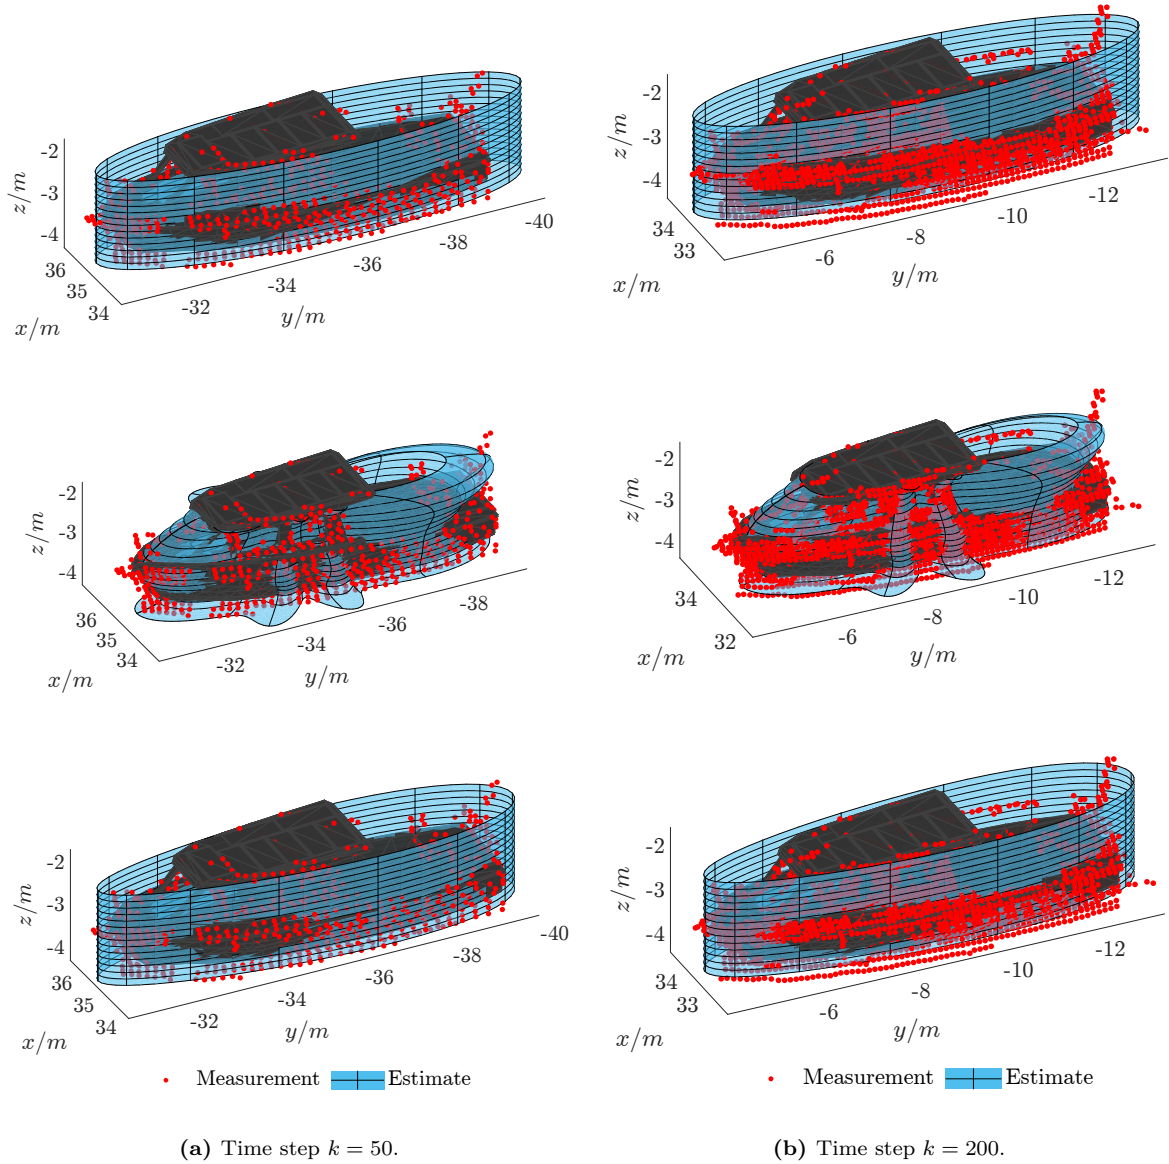 -2
-3
-4
z/m
36
35
34
x/m
-32
-34
-36
-38
-40
y/m
-2
-3
-4
z/m
34
33
x/m
-6
-8
-10
-12
y/m
-2
-3
-4
z/m
36
35
34
x/m
-32
-34
-36
-38
y/m
-2
-3
-4
z/m
34
32
x/m
-6
-8
-10
-12
y/m
-2
-3
-4
z/m
36
35
34
x/m
-32
-34
-36
-38
-40
y/m
-2
-3
-4
z/m
34
33
x/m
-6
-8
-10
-12
y/m
Measurement Estimate
Measurement Estimate
(a) Time step k = 50.
(b) Time step k = 200.